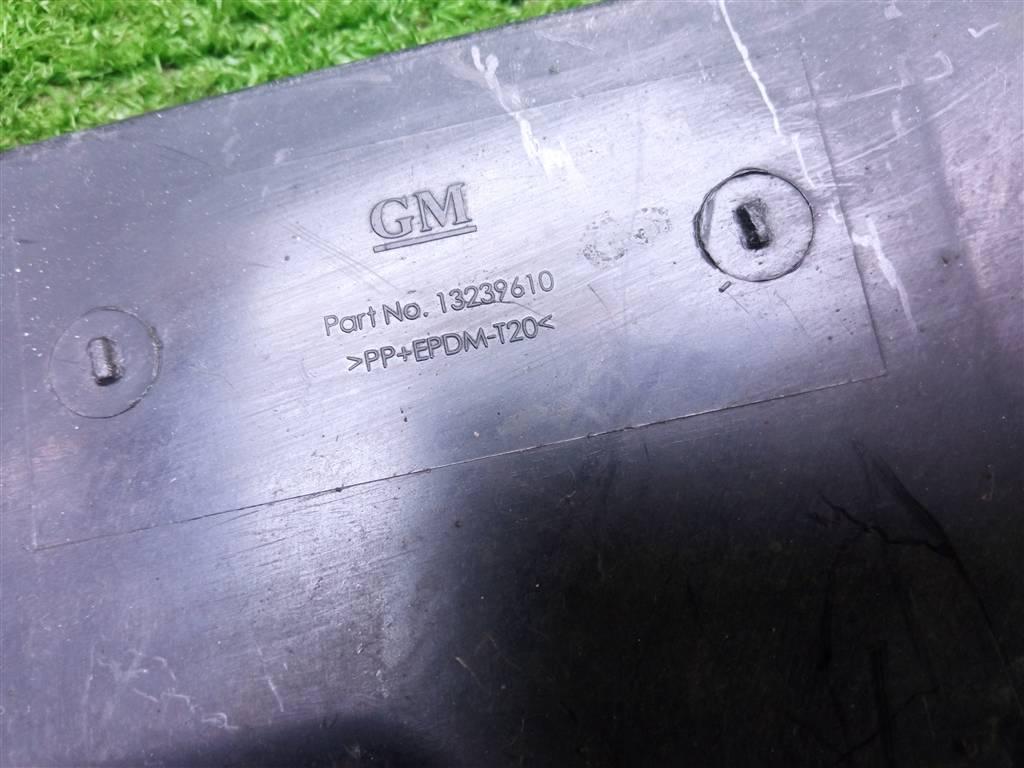 GM
Part No. 13239610
>PP+EPDM-T20<